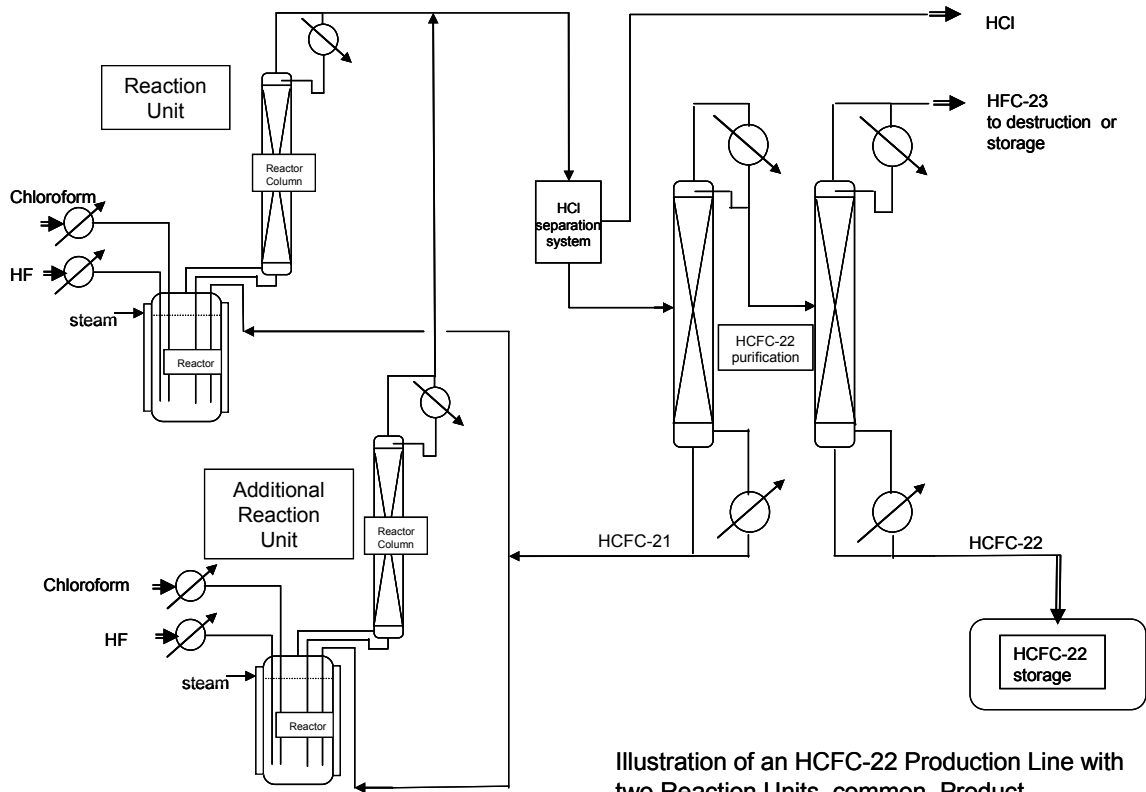 HCl
Reaction
Unit
HFC-23
to destruction or
storage
Reactor
Column
Chloroform
HCl
separation
system
HF
steam
Reactor
HCFC-22
purification
Additional
Reaction
Unit
Reactor
Column
HCFC-21
HCFC-22
Chloroform
HF
HCFC-22
storage
steam
Reactor
Illustration of an HCFC-22 Production Line with
two Reaction Units, common Product